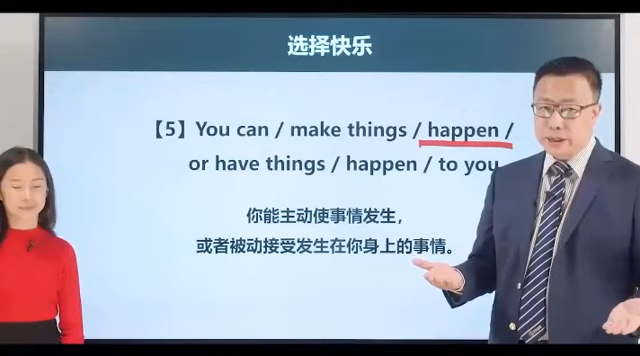 选择快乐
【5】You can / make things / happen /
or have things / happen / to you
你能主动使事情发生，
或者被动接受发生在你身上的事情。